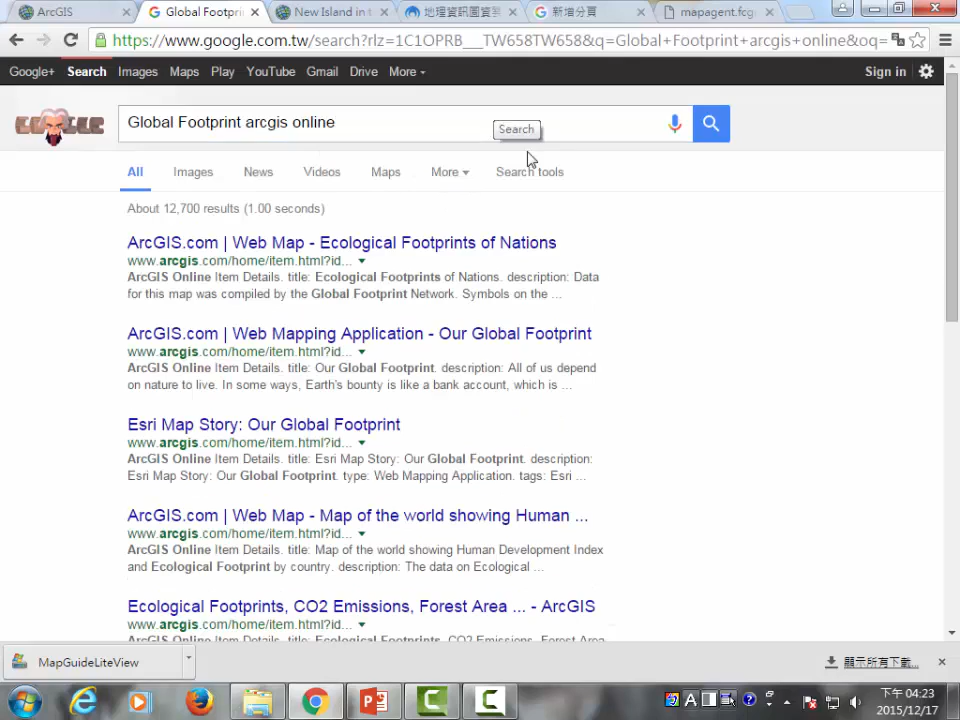 ArcGIS
Global Footprin
New Island in t
地理資訊圖資
新增分頁
mapagent.fcg
https://www.google.com.tw/search?rlz=1C1OPRB___TW658TW658&q=Global+Footprint+arcgis+online&oq=
Google+ Search Images Maps Play YouTube Gmail Drive More Sign in
Global Footprint arcgis online
Search
All Images News Videos Maps More Search tools
About 12,700 results (1.00 seconds)
ArcGIS.com | Web Map - Ecological Footprints of Nations
www.arcgis.com/home/item.html?id...
ArcGIS Online Item Details. title: Ecological Footprints of Nations. description: Data
for this map was compiled by the Global Footprint Network. Symbols on the ...
ArcGIS.com | Web Mapping Application - Our Global Footprint
www.arcgis.com/home/item.html?id...
ArcGIS Online Item Details. title: Our Global Footprint. description: All of us depend
on nature to live. In some ways, Earth's bounty is like a bank account, which is ...
Esri Map Story: Our Global Footprint
www.arcgis.com/home/item.html?id...
ArcGIS Online Item Details. title: Esri Map Story: Our Global Footprint. description:
Esri Map Story: Our Global Footprint. type: Web Mapping Application. tags: Esri ...
ArcGIS.com | Web Map - Map of the world showing Human ...
www.arcgis.com/home/item.html?id...
ArcGIS Online Item Details. title: Map of the world showing Human Development Index
and Ecological Footprint by country. description: The data on Ecological ...
Ecological Footprints, CO2 Emissions, Forest Area ... - ArcGIS
www.arcgis.com/home/item.html?id...
ArcGIS Online Item Details. title: Ecological Footprints, CO2 Emissions, Forest Area
MapGuideLiteView
顯示所有下載...
下午 04:23
2015/12/17